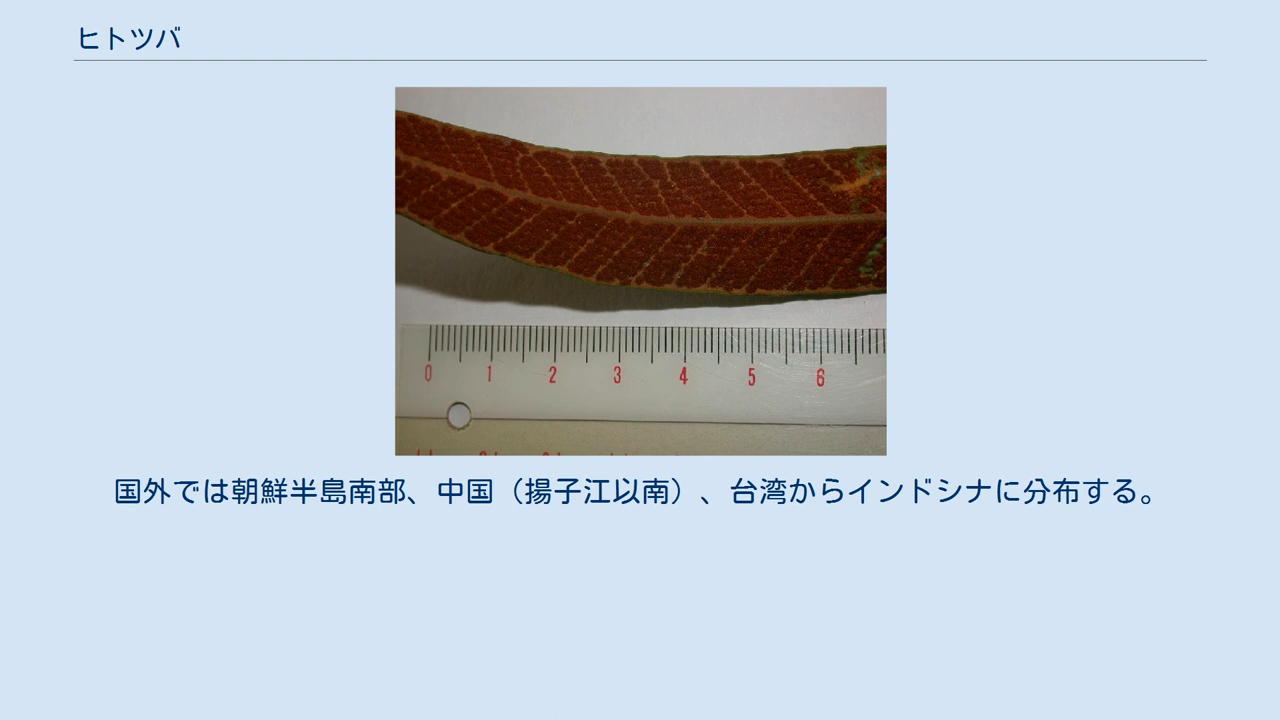 ヒトツバ
0 1 2 3 4 5 6
国外では朝鮮半島南部、中国（揚子江以南）、台湾からインドシナに分布する。